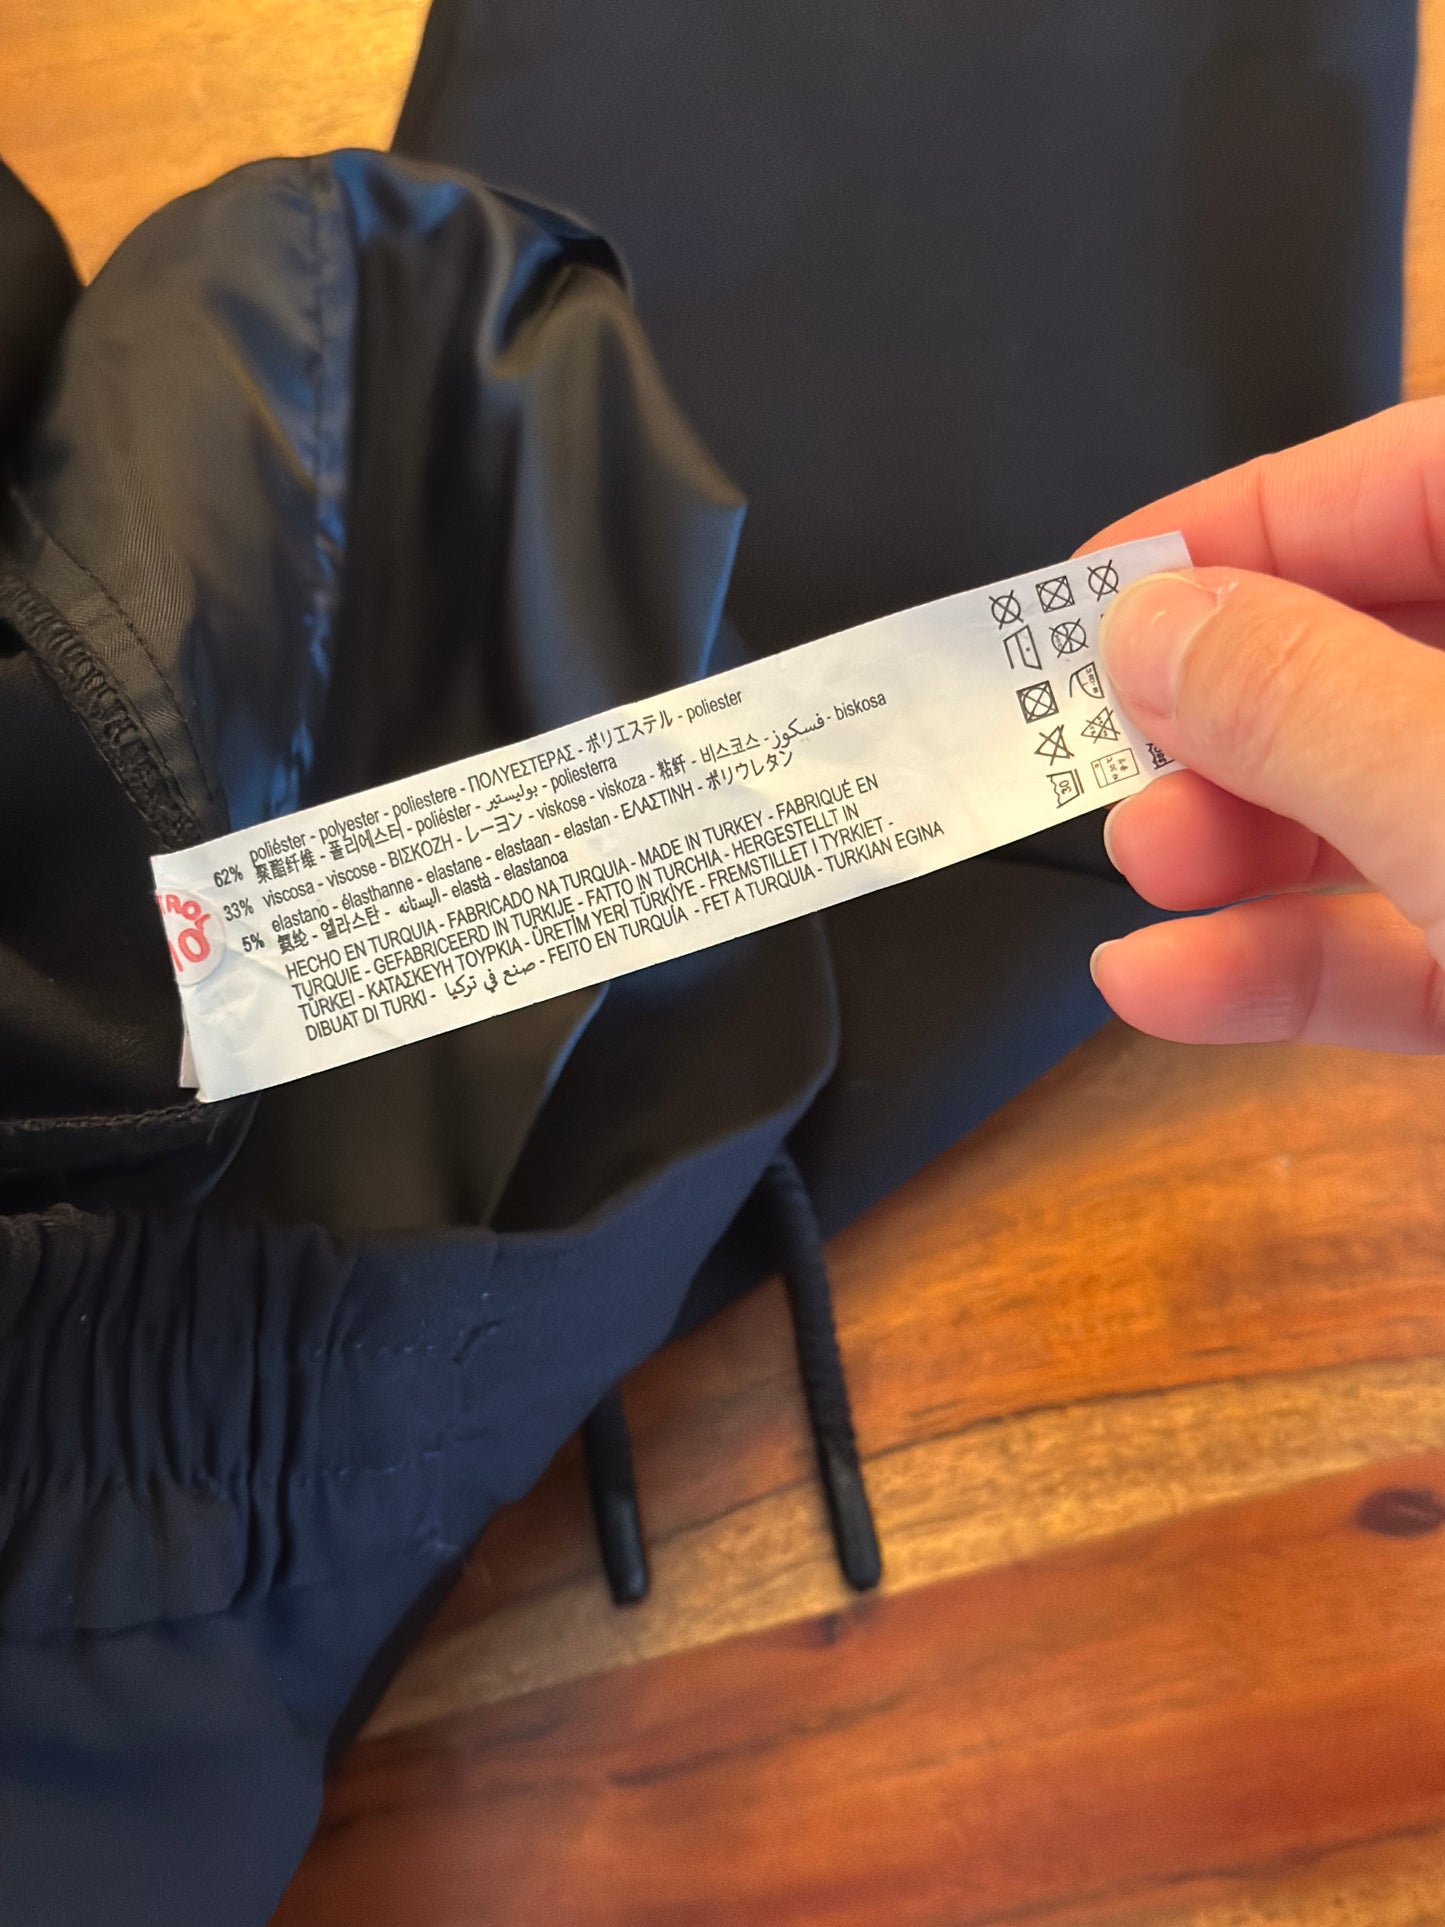 62% poliéster - polyester - poliestere - ΠΟΛΥΕΣΤΕΡΑΣ - ポリエステル - poliester
聚酯纤维 - 폴리에스터 - poliéster - بوليستير - poliesterra
33% viscosa - viscose - ΒΙΣΚΟΖΗ - レーヨン - viskose - viskoza - 粘纤 - 비스코스 - فسكوز - biskosa
5% elastano - élasthanne - elastane - elastaan - elastan - ΕΛΑΣΤΙΝΗ - ポリウレタン
氨纶 - 엘라스탄 - اليستانه - elastà - elastanoa
HECHO EN TURQUIA - FABRICADO NA TURQUIA - MADE IN TURKEY - FABRIQUÉ EN
TURQUIE - GEFABRICEERD IN TURKIJE - FATTO IN TURCHIA - HERGESTELLT IN
TÜRKEI - ΚΑΤΑΣΚΕΥΗ ΤΟΥΡΚΙΑ - ÜRETİM YERİ TÜRKİYE - FREMSTILLET I TYRKIET -
DIBUAT DI TURKI - صنع في تركيا - FEITO EN TURQUÍA - FET A TURQUIA - TURKIAN EGINA
30